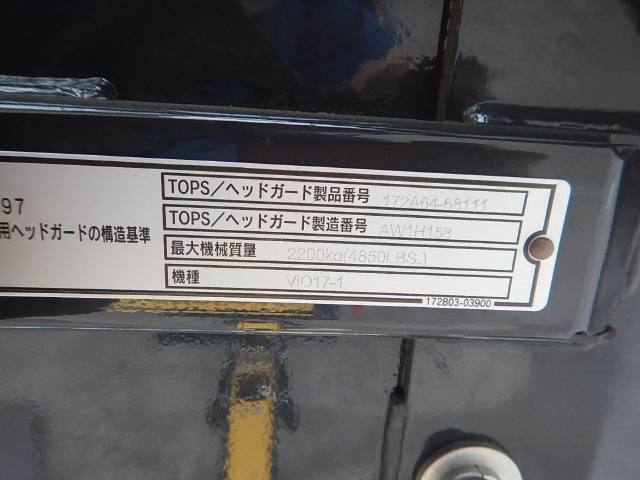 97
用ヘッドガードの構造基準
TOPS/ヘッドガード製品番号 172A64-68111
TOPS/ヘッドガード製造番号 AW1H158
最大機械質量 2200kg(4850LBS.)
機種 ViO17-1
172B03-03900